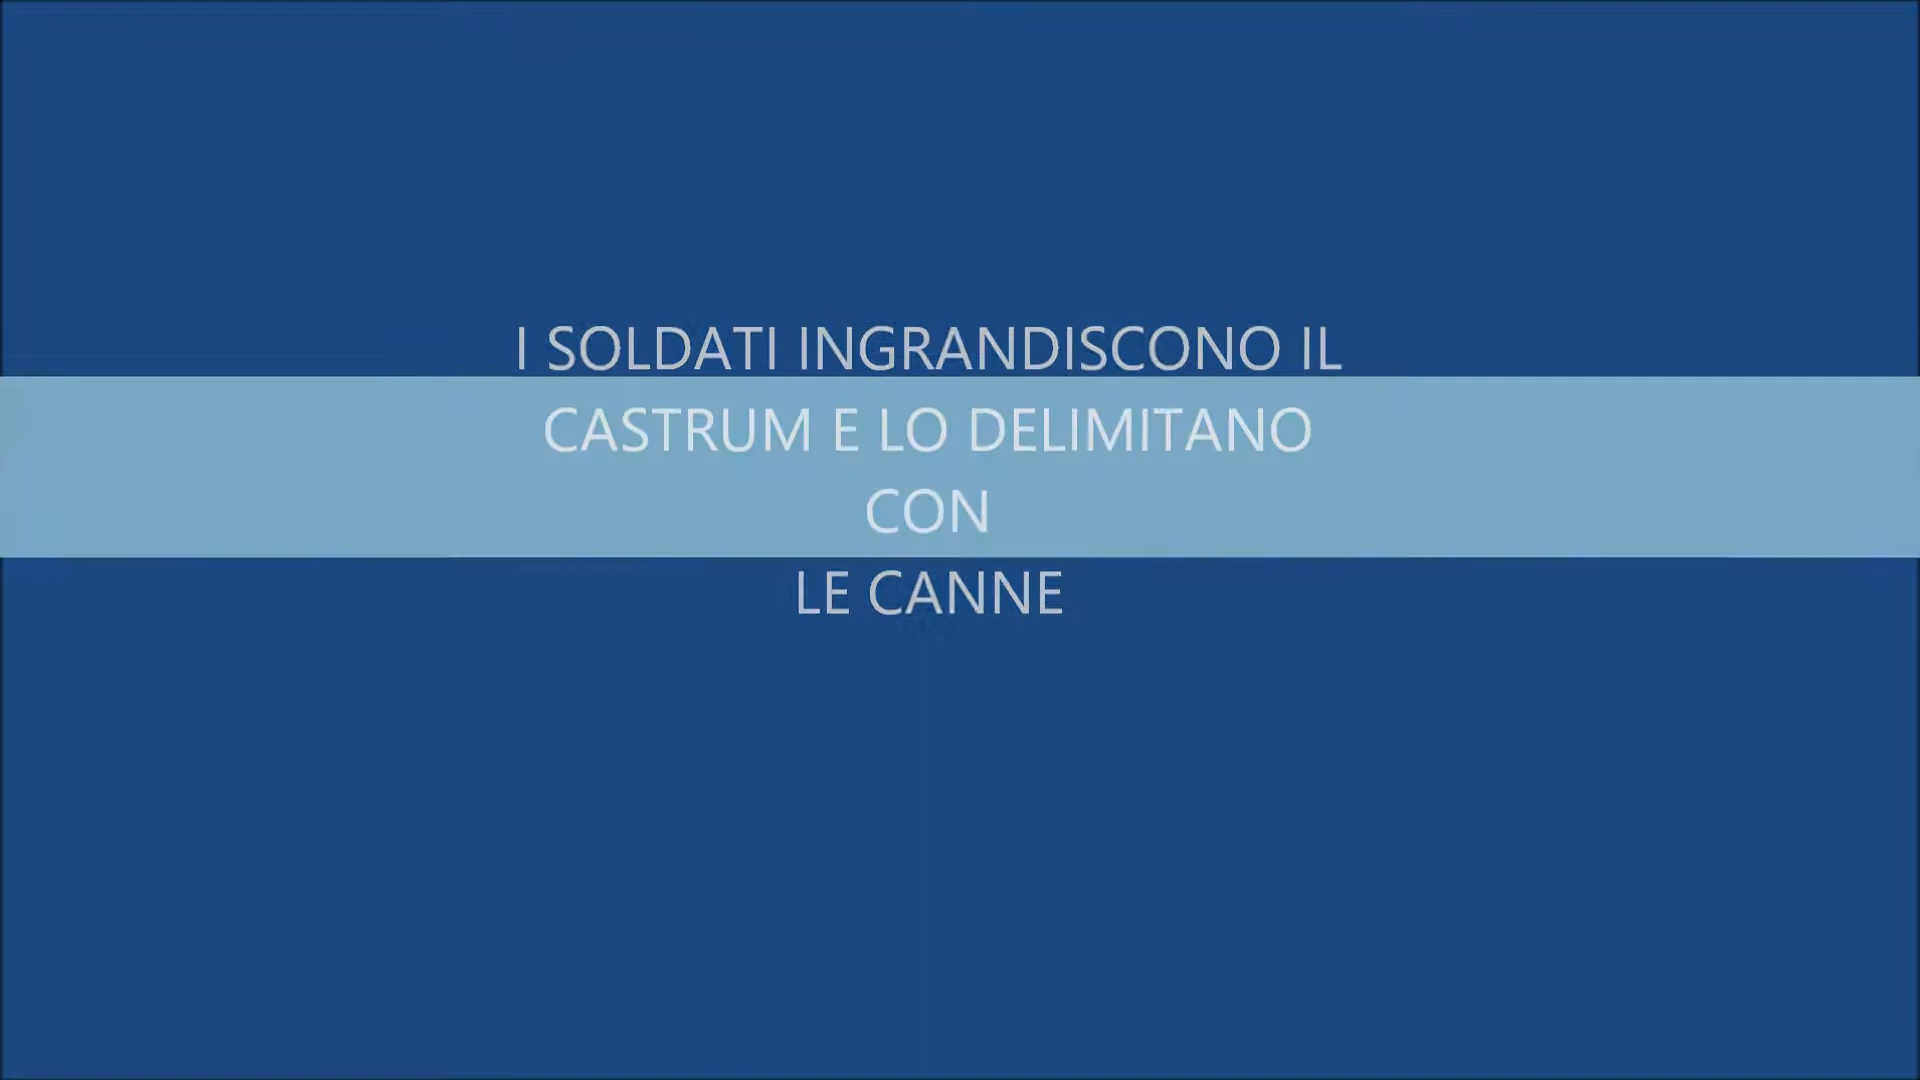 I SOLDATI INGRANDISCONO IL
CASTRUM E LO DELIMITANO
CON
LE CANNE